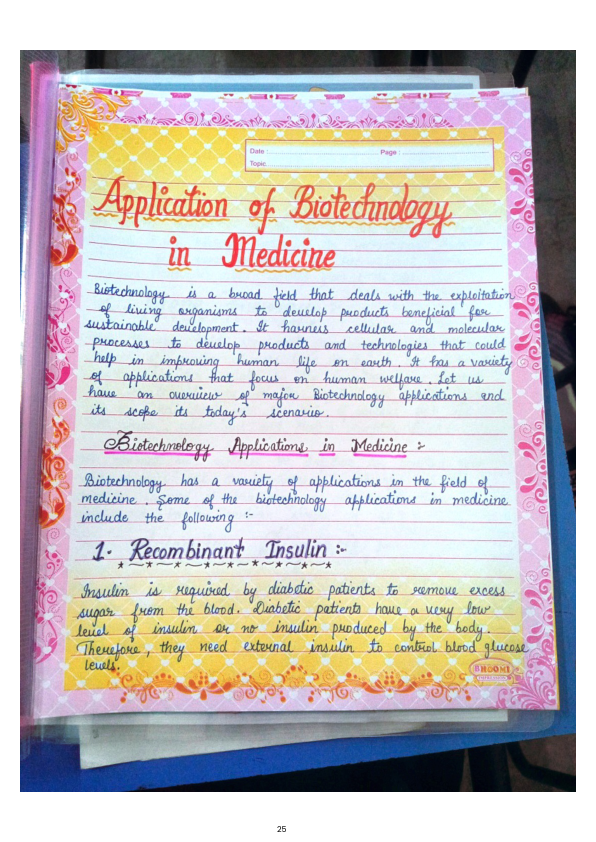 Date :
Page :
Topic
Application of Biotechnology
in Medicine
Biotechnology is a broad field that deals with the exploitation
of living organisms to develop products beneficial for
sustainable development. It harness cellular and molecular
processes to develop products and technologies that could
help in improving human life on earth. It has a variety
of applications that focus on human welfare. Let us
have an overview of major Biotechnology applications and
its scope its today's scenario.
Biotechnology Applications in Medicine :-
Biotechnology has a variety of applications in the field of
medicine. Some of the biotechnology applications in medicine
include the following :-
1. Recombinant Insulin :-
Insulin is required by diabetic patients to remove excess
sugar from the blood. Diabetic patients have a very low
level of insulin or no insulin produced by the body.
Therefore, they need external insulin to control blood glucose
levels.
BHOOMI
25